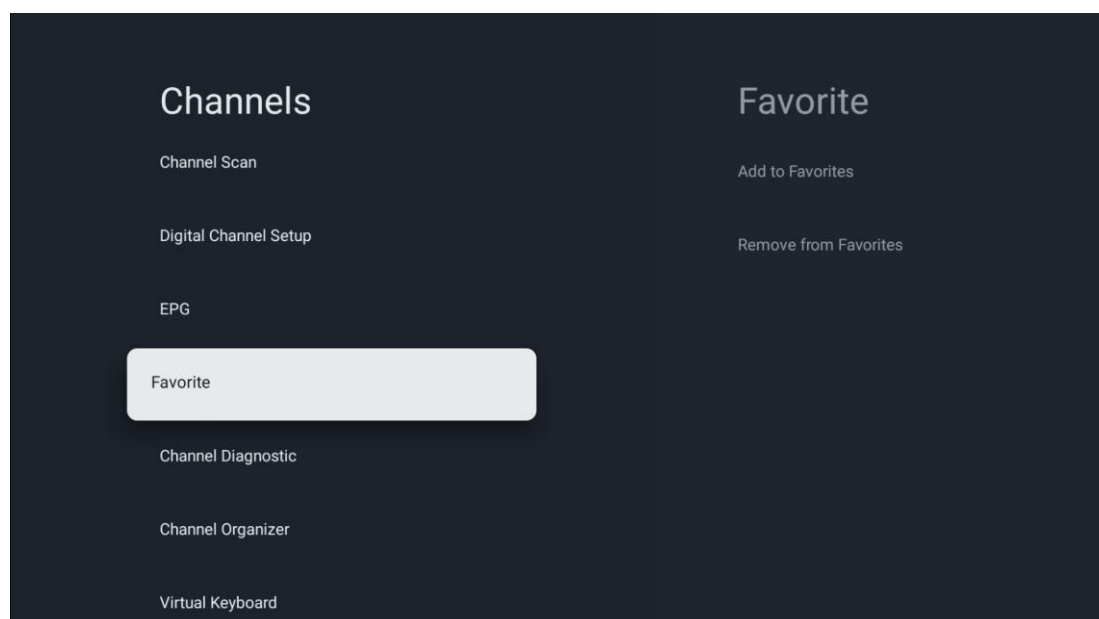 Channels
Channel Scan
Digital Channel Setup
EPG
Favorite
Channel Diagnostic
Channel Organizer
Virtual Keyboard
Favorite
Add to Favorites
Remove from Favorites